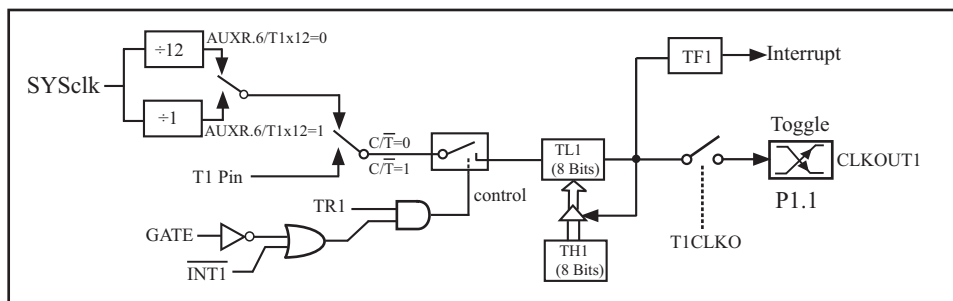 ÷12
AUXR.6/T1x12=0
SYSclk
÷1
AUXR.6/T1x12=1
T1 Pin
C/T̅=0
C/T̅=1
control
TR1
GATE
I̅N̅T̅1̅
TL1
(8 Bits)
TH1
(8 Bits)
TF1
Interrupt
T1CLKO
Toggle
CLKOUT1
P1.1